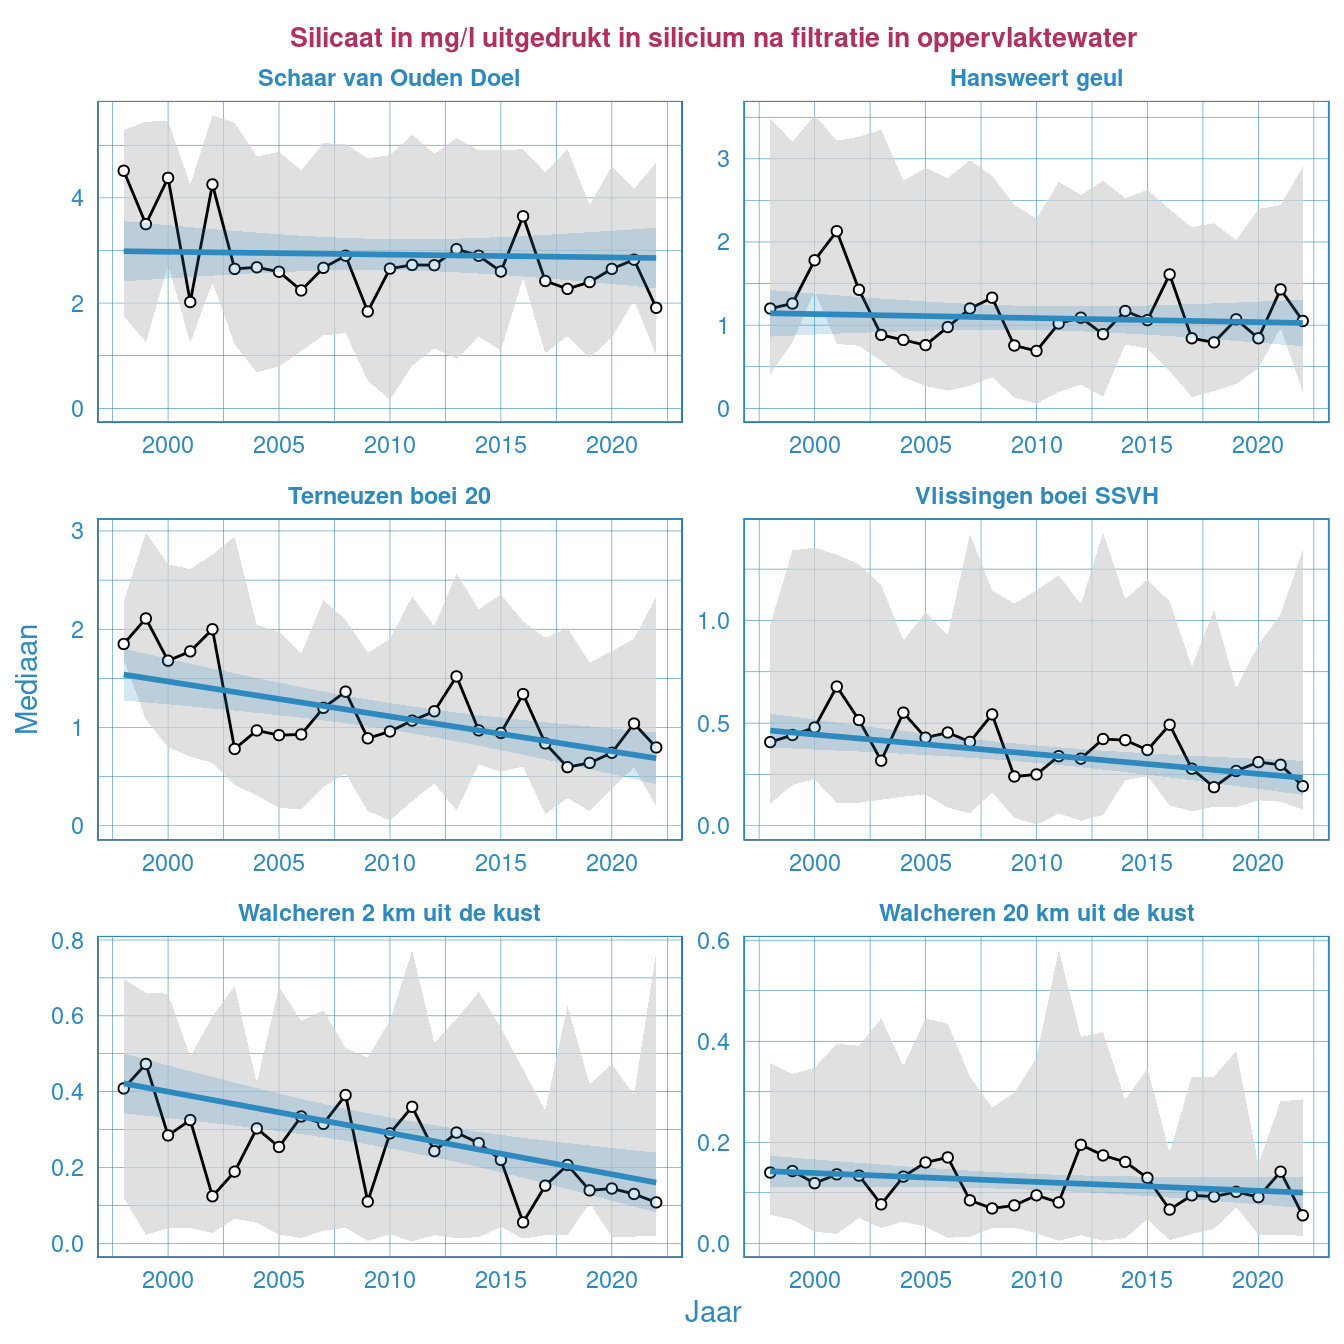 Silicaat in mg/l uitgedrukt in silicium na filtratie in oppervlaktewater
Schaar van Ouden Doel
4
2
0
2000 2005 2010 2015 2020
Hansweert geul
3
2
1
0
2000 2005 2010 2015 2020
Mediaan
Terneuzen boei 20
3
2
1
0
2000 2005 2010 2015 2020
Vlissingen boei SSVH
1.0
0.5
0.0
2000 2005 2010 2015 2020
Walcheren 2 km uit de kust
0.8
0.6
0.4
0.2
0.0
2000 2005 2010 2015 2020
Walcheren 20 km uit de kust
0.6
0.4
0.2
0.0
2000 2005 2010 2015 2020
Jaar